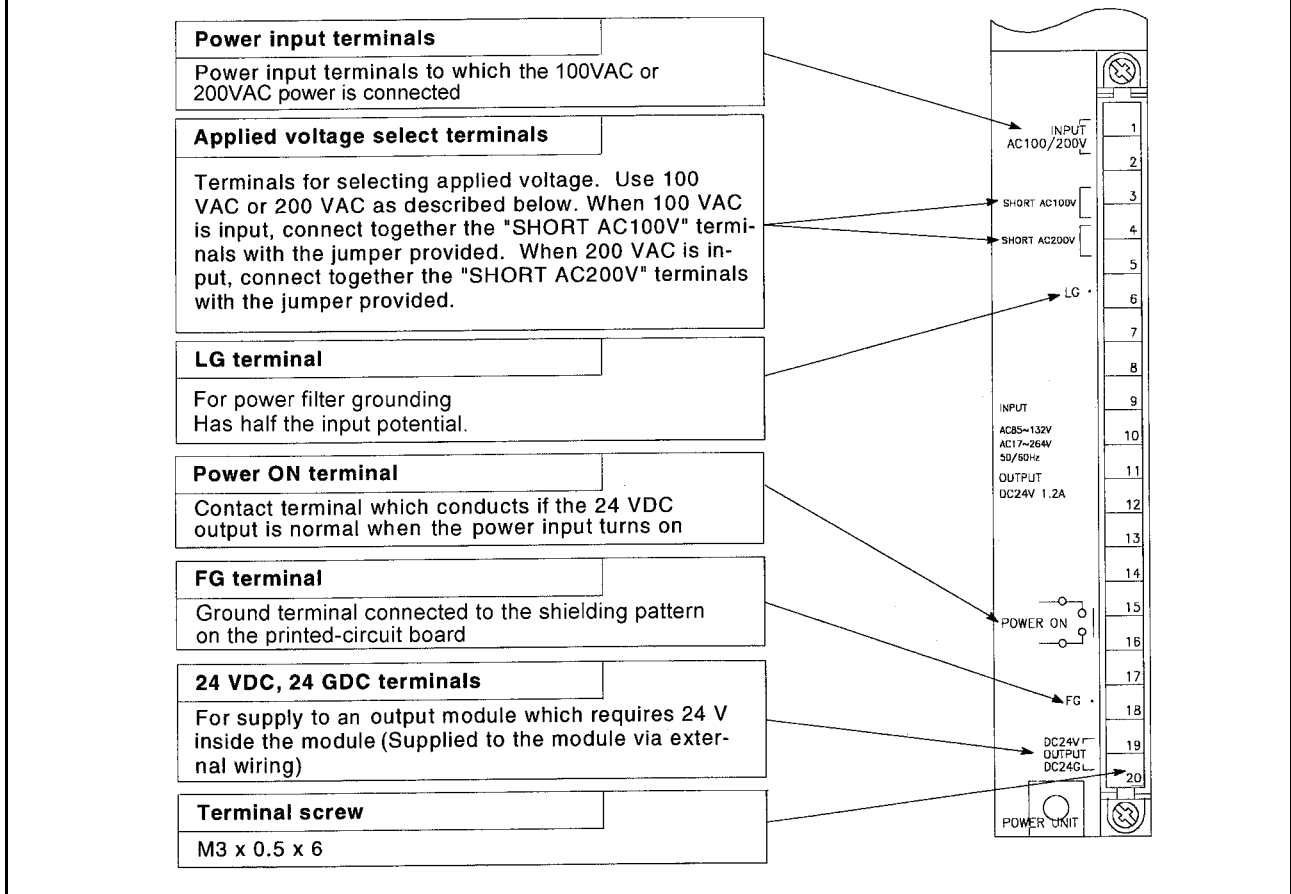 Power input terminals
Power input terminals to which the 100VAC or
200VAC power is connected
Applied voltage select terminals
Terminals for selecting applied voltage. Use 100
VAC or 200 VAC as described below. When 100 VAC
is input, connect together the "SHORT AC100V" termi-
nals with the jumper provided. When 200 VAC is in-
put, connect together the "SHORT AC200V" terminals
with the jumper provided.
LG terminal
For power filter grounding
Has half the input potential.
Power ON terminal
Contact terminal which conducts if the 24 VDC
output is normal when the power input turns on
FG terminal
Ground terminal connected to the shielding pattern
on the printed-circuit board
24 VDC, 24 GDC terminals
For supply to an output module which requires 24 V
inside the module (Supplied to the module via exter-
nal wiring)
Terminal screw
M3 x 0.5 x 6
INPUT
AC100/200V
SHORT AC100V
SHORT AC200V
LG
INPUT
AC85~132V
AC17~264V
50/60Hz
OUTPUT
DC24V 1.2A
POWER ON
FG
DC24V
OUTPUT
DC24G
POWER UNIT
1
2
3
4
5
6
7
8
9
10
11
12
13
14
15
16
17
18
19
20